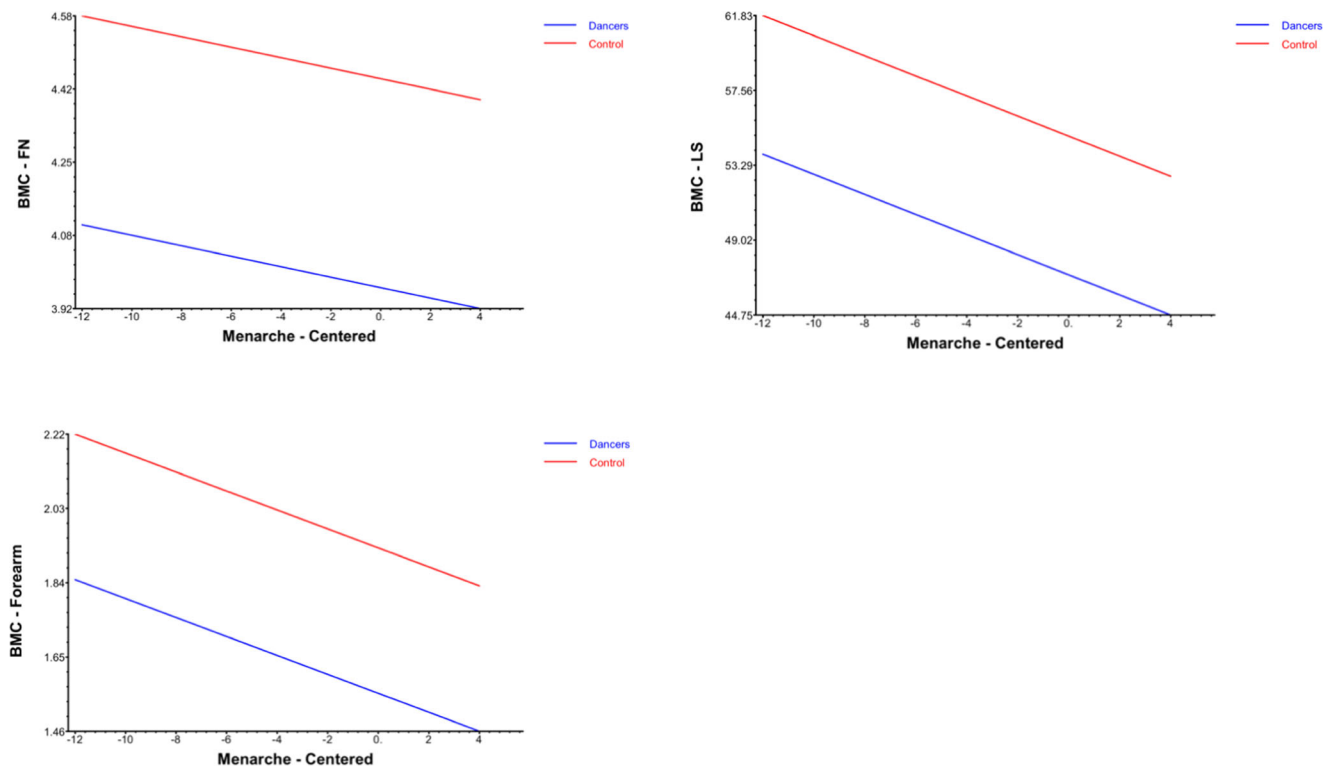 4.58
4.42
4.25
4.08
3.92
BMC - FN
-12 -10 -8 -6 -4 -2 0. 2 4
Menarche - Centered
Dancers
Control
61.83
57.56
53.29
49.02
44.75
BMC - LS
-12 -10 -8 -6 -4 -2 0. 2 4
Menarche - Centered
Dancers
Control
2.22
2.03
1.84
1.65
1.46
BMC - Forearm
-12 -10 -8 -6 -4 -2 0. 2 4
Menarche - Centered
Dancers
Control